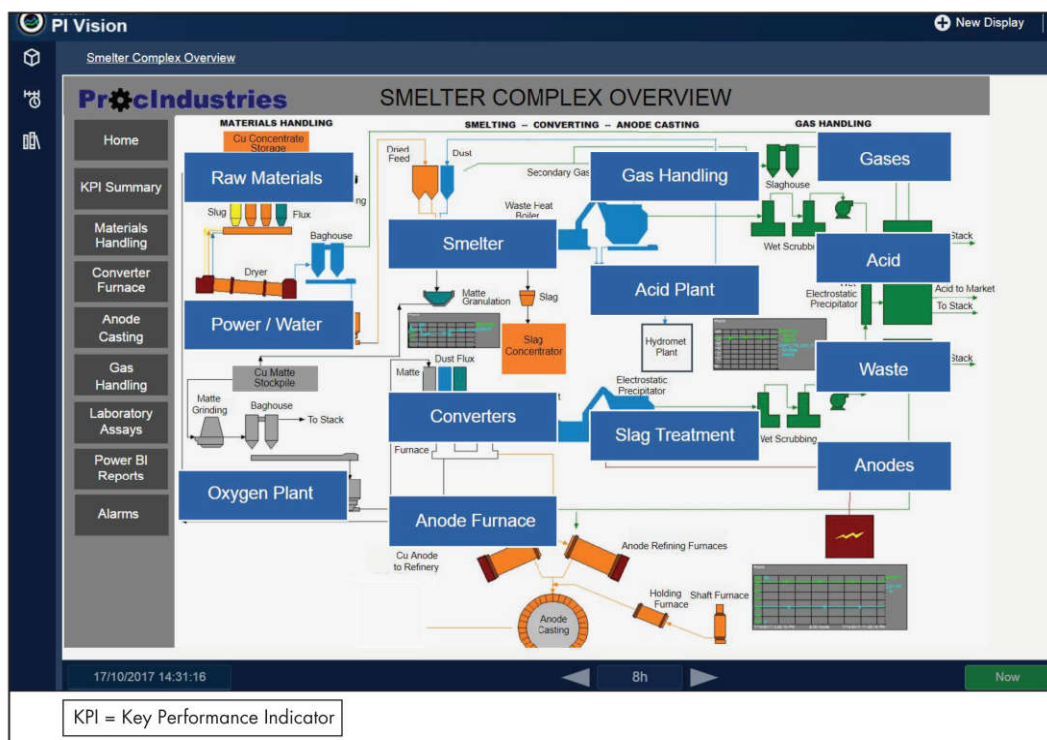 PI Vision
New Display
Smelter Complex Overview
ProcIndustries
SMELTER COMPLEX OVERVIEW
Home
KPI Summary
Materials
Handling
Converter
Furnace
Anode
Casting
Gas
Handling
Laboratory
Assays
Power BI
Reports
Alarms
MATERIALS HANDLING
SMELTING – CONVERTING – ANODE CASTING
GAS HANDLING
Cu Concentrate
Storage
Raw Materials
Slug
Flux
Baghouse
Dryer
Power / Water
Cu Matte
Stockpile
Matte
Grinding
Baghouse
To Stack
Oxygen Plant
Dried
Feed
Dust
Secondary Gas
Waste Heat
Boiler
Smelter
Matte
Granulation
Slag
Slag
Concentrator
Dust Flux
Matte
Converters
Furnace
Anode Furnace
Cu Anode
to Refinery
Anode Refining Furnaces
Anode
Casting
Holding
Furnace
Shaft Furnace
Gas Handling
Acid Plant
Hydromet
Plant
Electrostatic
Precipitator
Slag Treatment
Slaghouse
Gases
Wet
Stack
Acid
Electrostatic
Precipitator
Acid to Market
To Stack
Waste
Stack
Wet Scrubbing
Anodes
17/10/2017 14:31:16
8h
Now
KPI = Key Performance Indicator